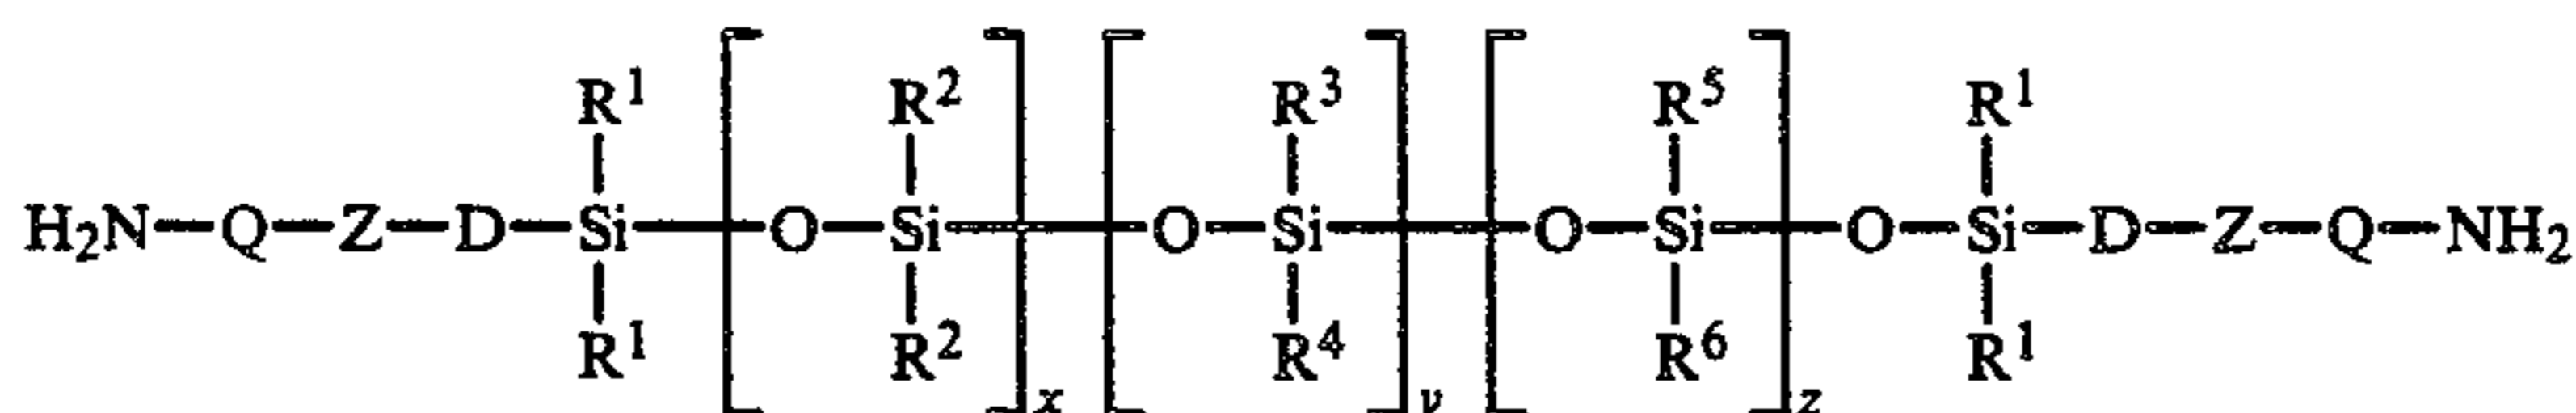 R¹ R² R³ R⁵ R¹
H₂N—Q—Z—D—Si—[O—Si]—[O—Si]—[O—Si]—O—Si—D—Z—Q—NH₂
R¹ R² R⁴ R⁶ R¹
x y z